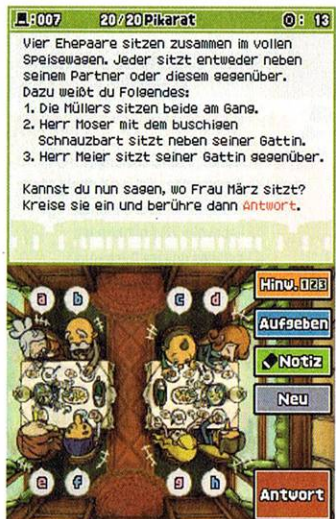 :007
20/20 Pikarat
: 13
Vier Ehepaare sitzen zusammen im vollen
Speisewagen. Jeder sitzt entweder neben
seinem Partner oder diesem gegenüber.
Dazu weißt du Folgendes:
1. Die Müllers sitzen beide am Gang.
2. Herr Moser mit dem buschigen
Schnauzbart sitzt neben seiner Gattin.
3. Herr Meier sitzt seiner Gattin gegenüber.
Kannst du nun sagen, wo Frau März sitzt?
Kreise sie ein und berühre dann Antwort.
a b c d
Hinw. 1 2 3
Aufgeben
Notiz
Neu
e f g h
Antwort